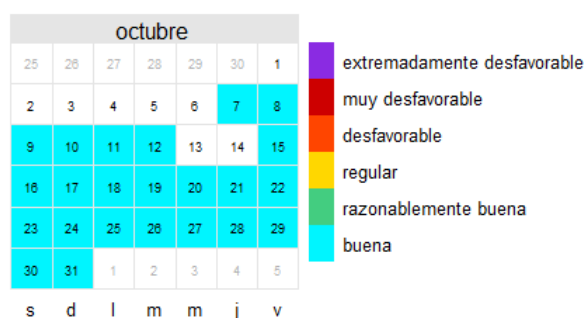 octubre
25 26 27 28 29 30 1
2 3 4 5 6 7 8
9 10 11 12 13 14 15
16 17 18 19 20 21 22
23 24 25 26 27 28 29
30 31 1 2 3 4 5
s d l m m j v
extremadamente desfavorable
muy desfavorable
desfavorable
regular
razonablemente buena
buena